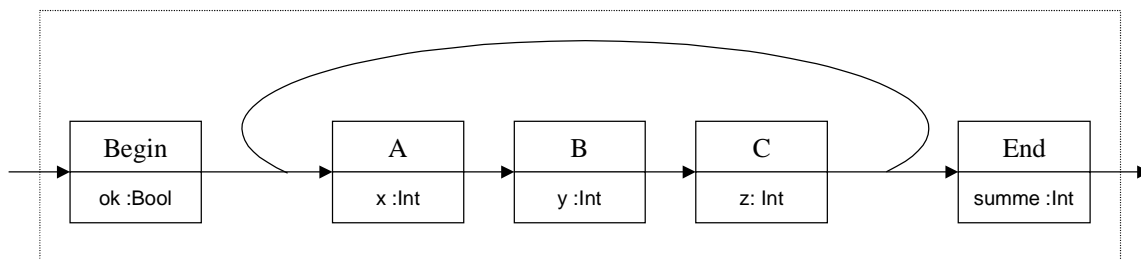 Begin
A
B
C
End
ok :Bool
x :Int
y :Int
z: Int
summe :Int